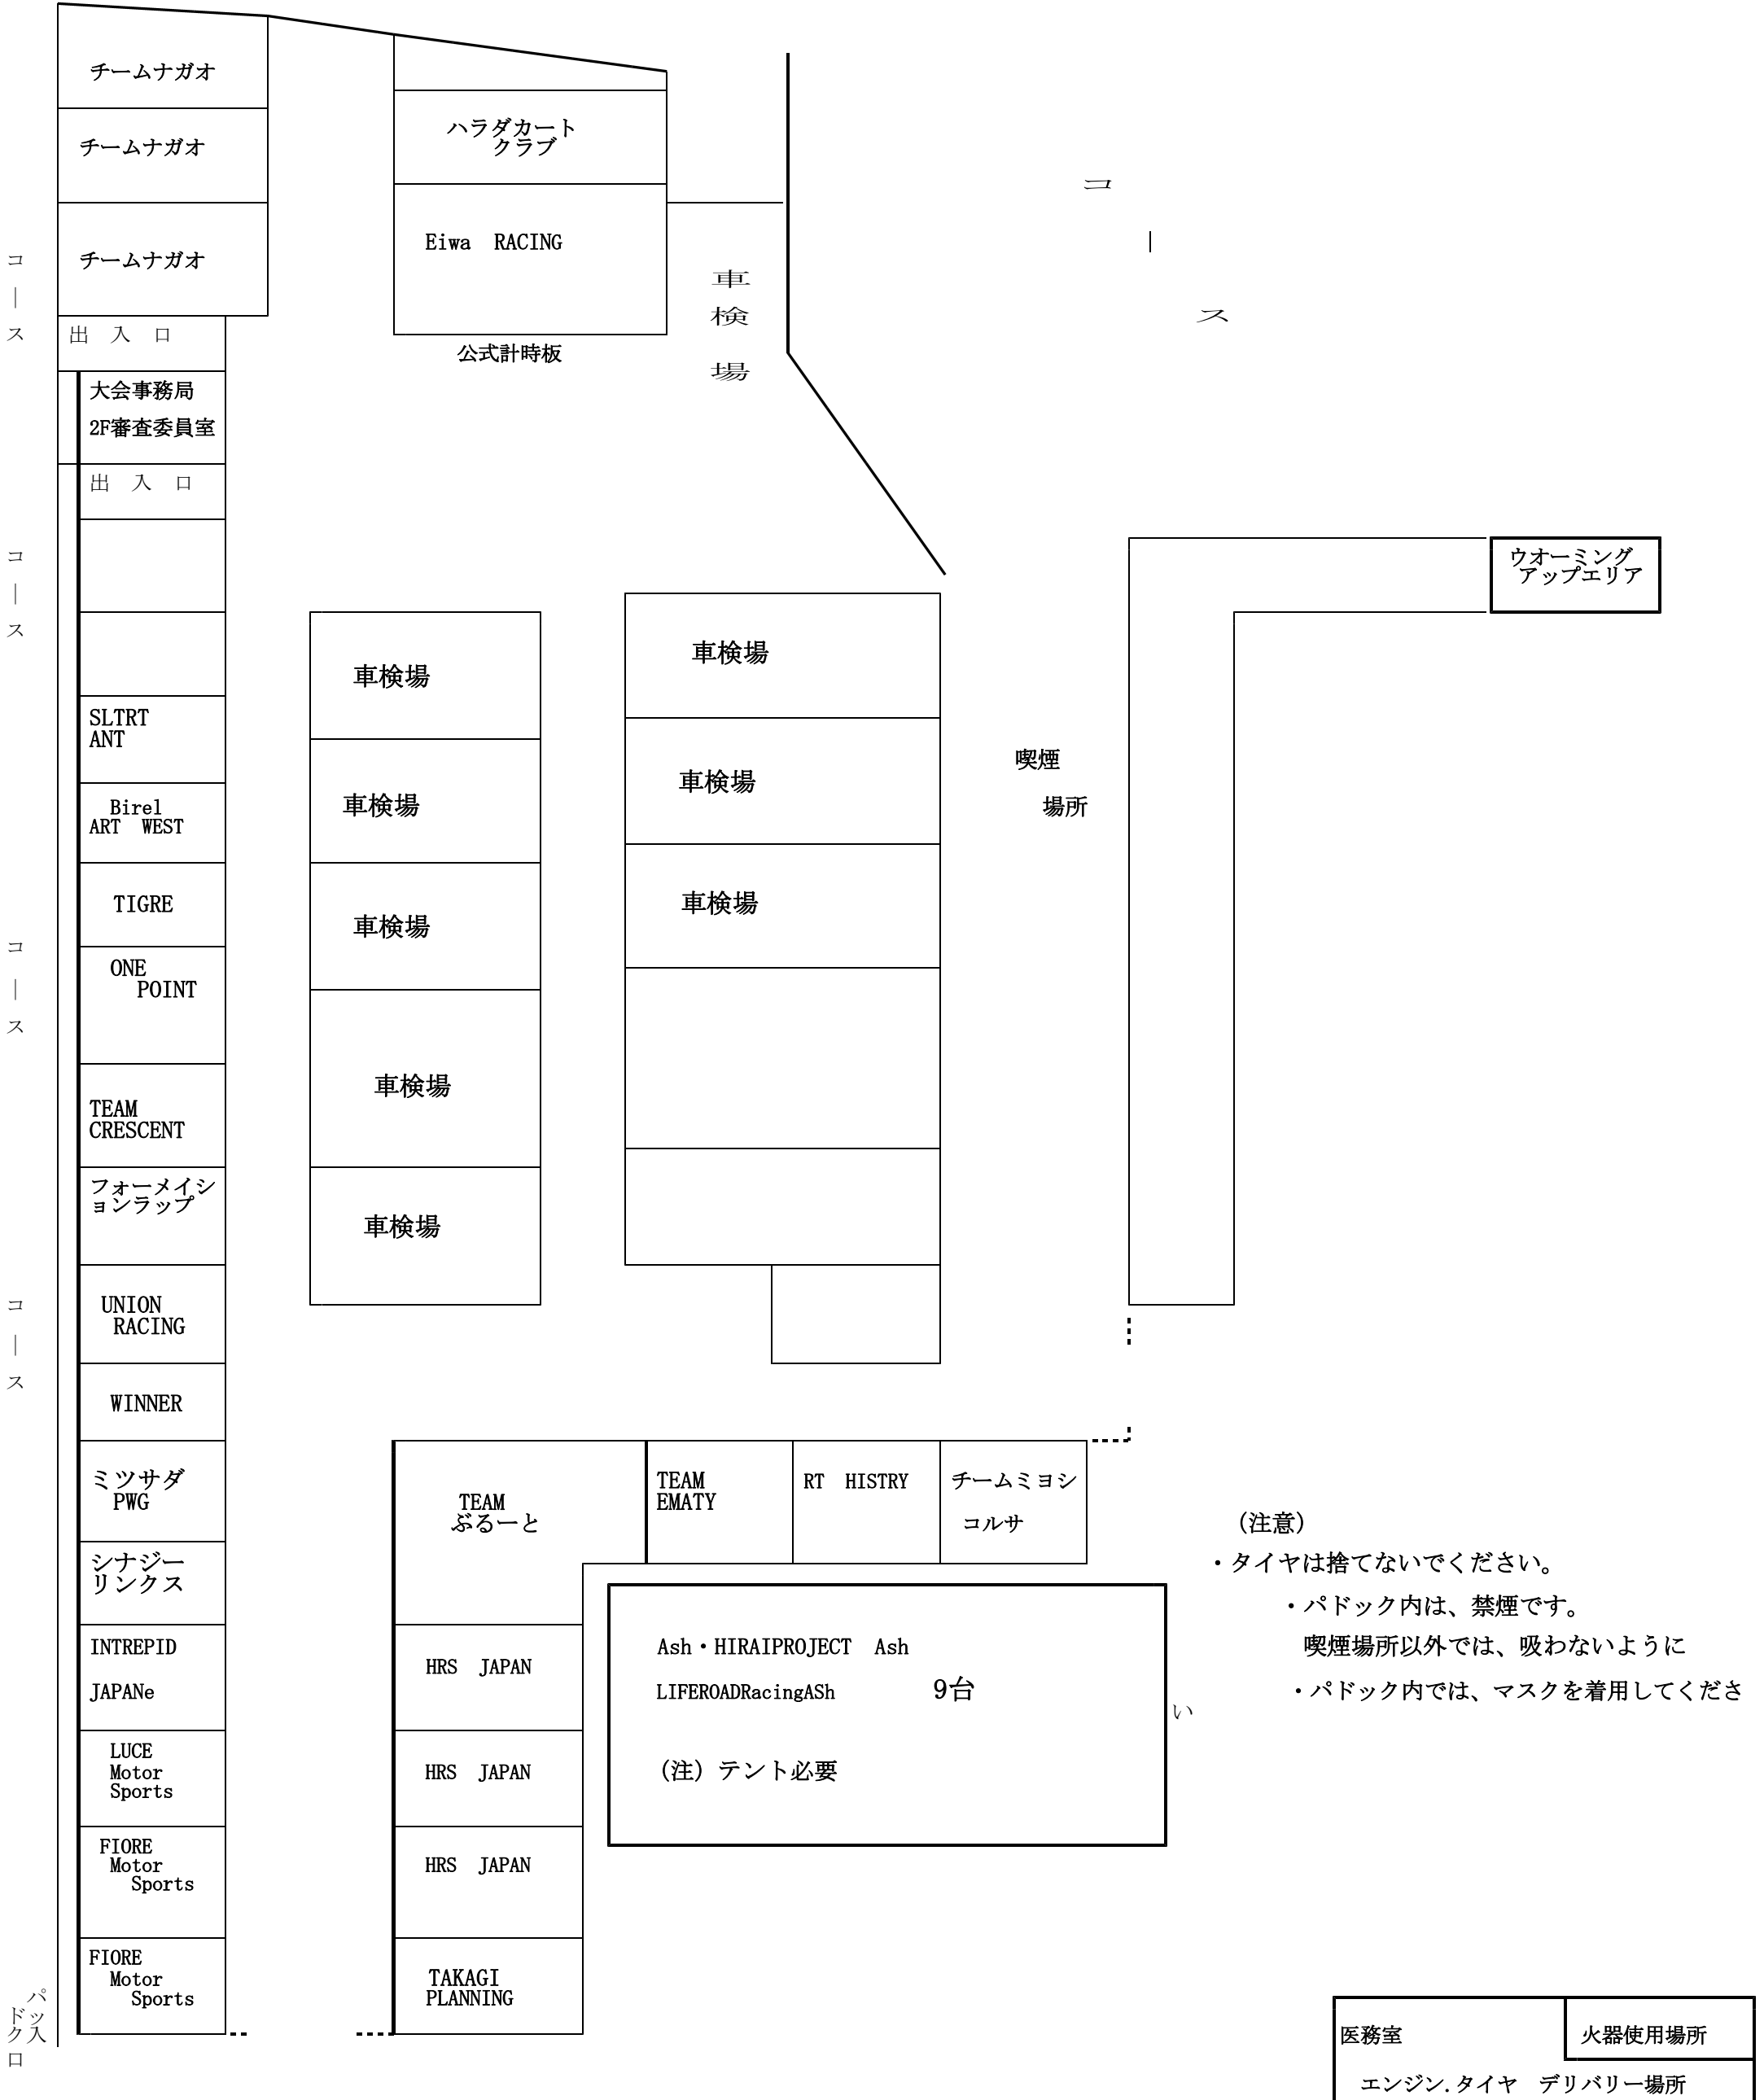 チームナガオ
チームナガオ
チームナガオ
ハラダカート
クラブ
Eiwa RACING
公式計時板
車
検
場
コ
ー
ス
コ
ー
ス
出 入 口
大会事務局
2F審査委員室
出 入 口
コ
ー
ス
SLTRT
ANT
Birel
ART WEST
TIGRE
ONE
POINT
コ
ー
ス
TEAM
CRESCENT
フォーメイシ
ョンラップ
UNION
RACING
コ
ー
ス
WINNER
ミツサダ
PWG
シナジー
リンクス
INTREPID
JAPANe
LUCE
Motor
Sports
FIORE
Motor
Sports
FIORE
Motor
Sports
パドック入口
車検場
車検場
車検場
車検場
車検場
車検場
車検場
車検場
喫煙
場所
ウオーミング
アップエリア
TEAM
ぶるーと
TEAM
EMATY
RT HISTRY
チームミヨシ
コルサ
HRS JAPAN
HRS JAPAN
HRS JAPAN
TAKAGI
PLANNING
Ash・HIRAIPROJECT Ash
LIFEROADRacingASh 9台
（注）テント必要
（注意）
・タイヤは捨てないでください。
・パドック内は、禁煙です。
喫煙場所以外では、吸わないように
・パドック内では、マスクを着用してくださ
い
医務室
火器使用場所
エンジン.タイヤ デリバリー場所